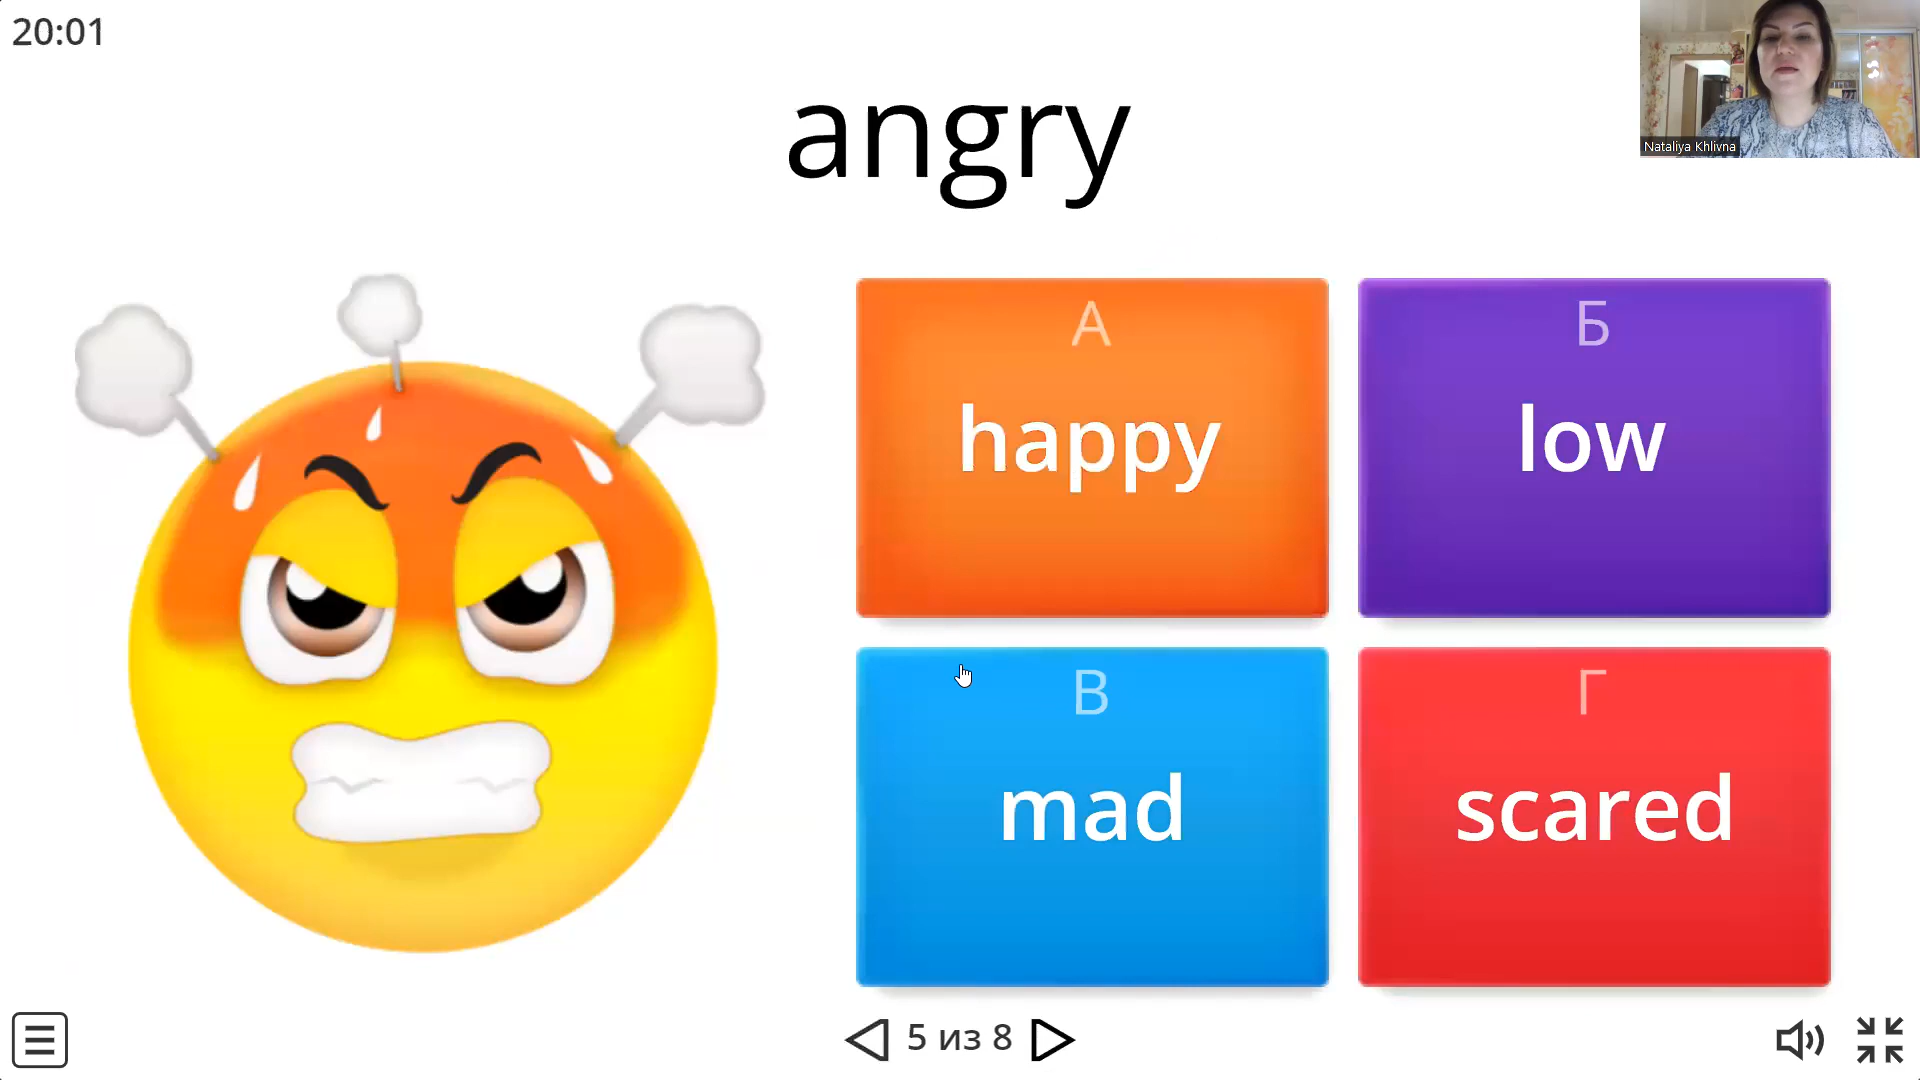 20:01
angry
Nataliya Khlivna
А
happy
Б
low
В
mad
Г
scared
5 из 8